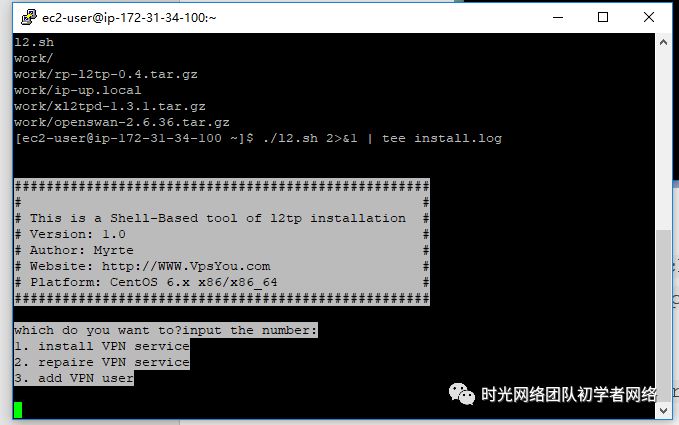 ec2-user@ip-172-31-34-100:~
l2.sh
work/
work/rp-l2tp-0.4.tar.gz
work/ip-up.local
work/xl2tpd-1.3.1.tar.gz
work/openswan-2.6.36.tar.gz
[ec2-user@ip-172-31-34-100 ~]$ ./l2.sh 2>&1 | tee install.log
####################################################
#                                                  #
# This is a Shell-Based tool of l2tp installation  #
# Version: 1.0                                     #
# Author: Myrte                                    #
# Website: http://WWW.VpsYou.com                   #
# Platform: CentOS 6.x x86/x86_64                  #
####################################################
which do you want to?input the number:
1. install VPN service
2. repaire VPN service
3. add VPN user
时光网络团队初学者网络